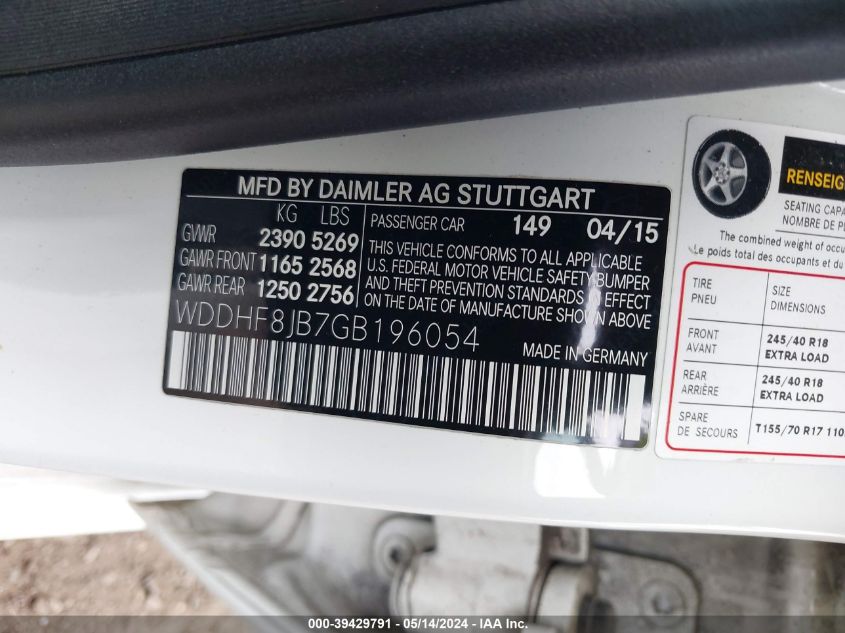 MFD BY DAIMLER AG STUTTGART
KG LBS
GVWR 2390 5269
GAWR FRONT 1165 2568
GAWR REAR 1250 2756
PASSENGER CAR 149 04/15
THIS VEHICLE CONFORMS TO ALL APPLICABLE
U.S. FEDERAL MOTOR VEHICLE SAFETY/BUMPER
AND THEFT PREVENTION STANDARDS IN EFFECT
ON THE DATE OF MANUFACTURE SHOWN ABOVE
WDDHF8JB7GB196054
MADE IN GERMANY
RENSEIG
SEATING CAPA
NOMBRE DE P
The combined weight of occu
Le poids total des occupants et du
TIRE SIZE
PNEU DIMENSIONS
FRONT 245/40 R18
AVANT EXTRA LOAD
REAR 245/40 R18
ARRIÈRE EXTRA LOAD
SPARE T155/70 R17 110
DE SECOURS
000-39429791 - 05/14/2024 - IAA Inc.